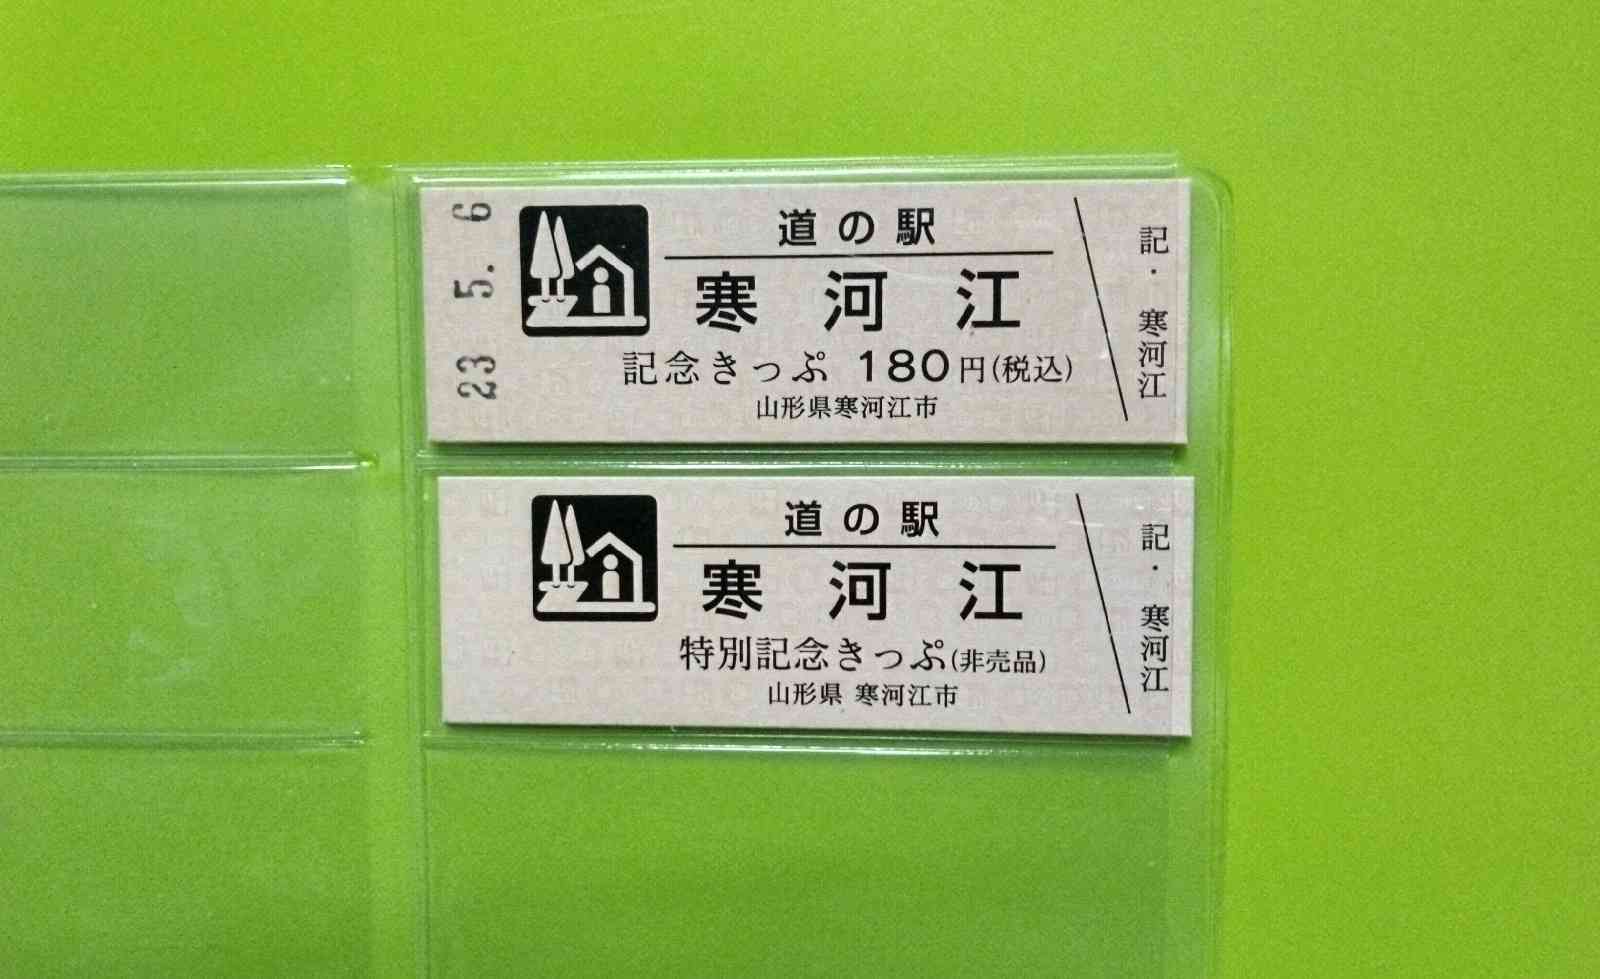 23 5. 6
道の駅
寒河江
記念きっぷ 180円(税込)
山形県寒河江市
記・寒河江
道の駅
寒河江
特別記念きっぷ(非売品)
山形県 寒河江市
記・寒河江